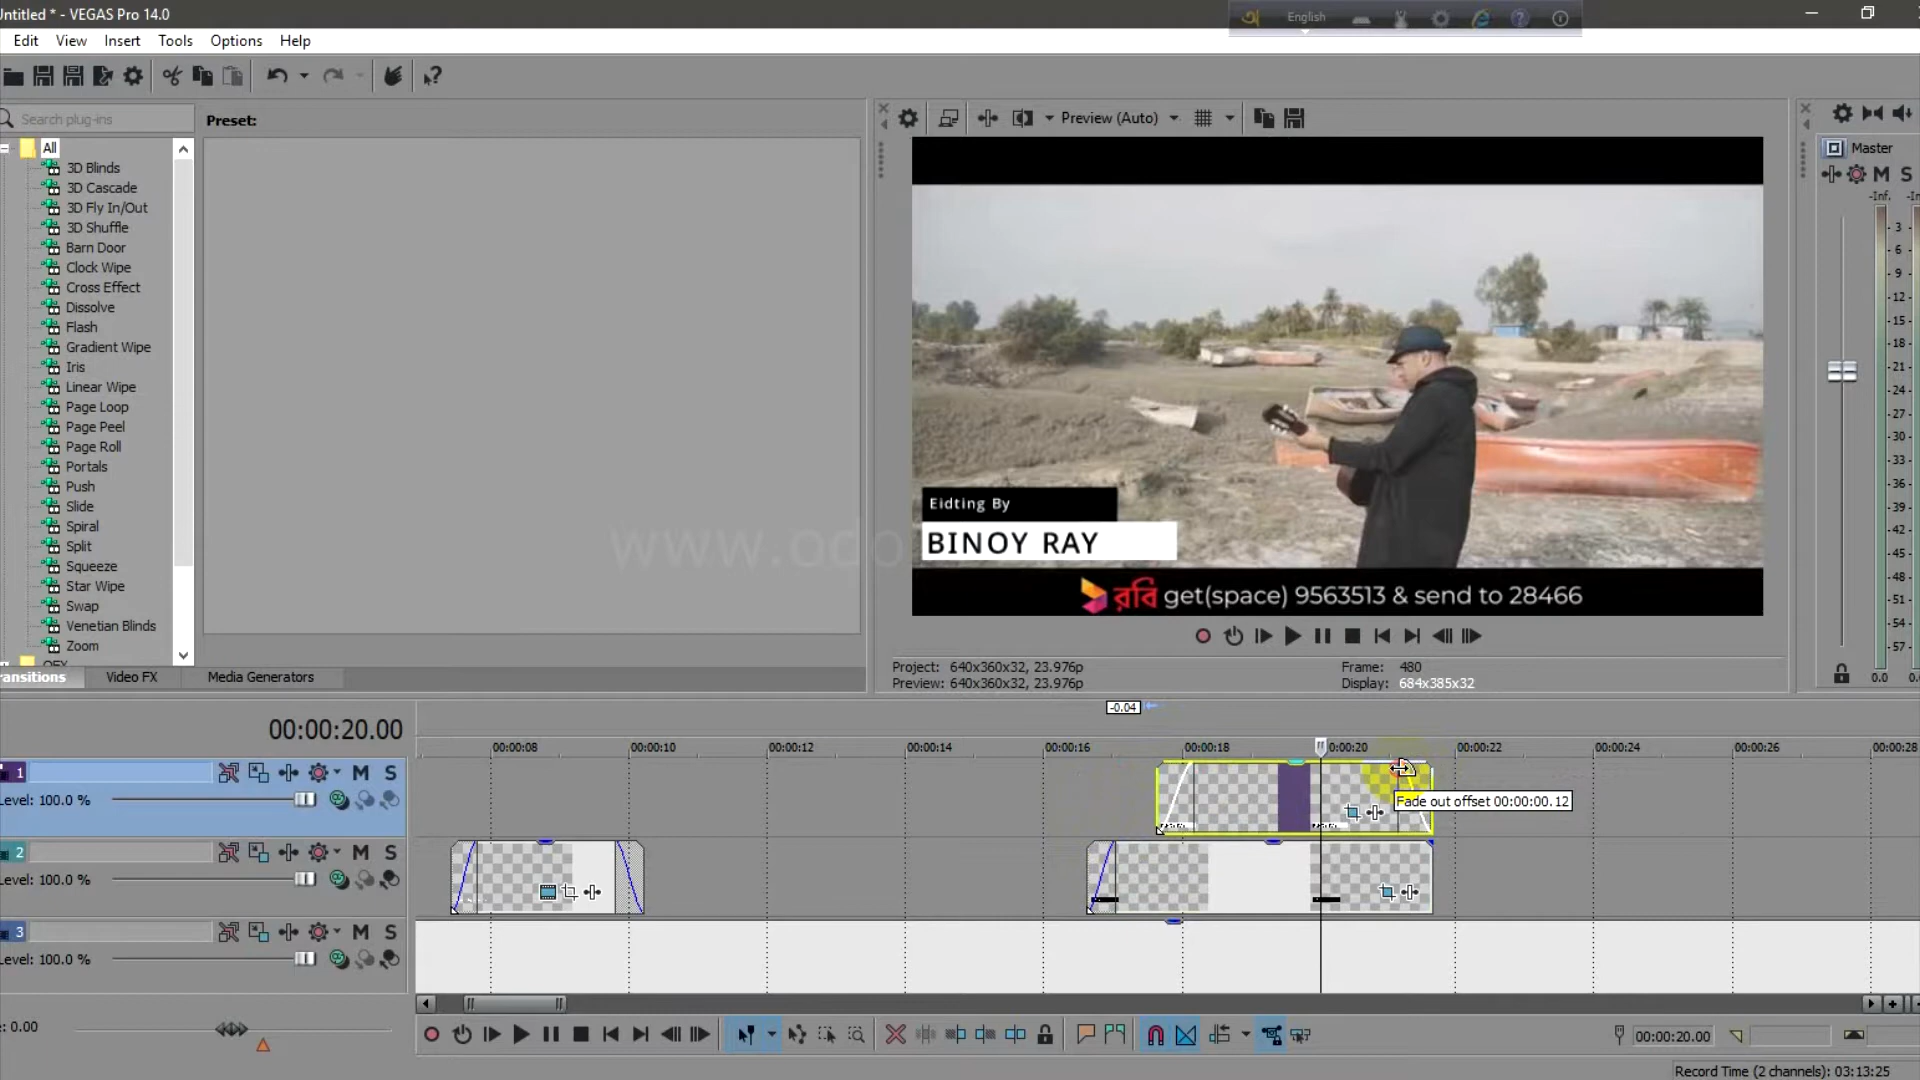 Untitled * - VEGAS Pro 14.0
English
Edit View Insert Tools Options Help
Search plug-ins
Preset:
Preview (Auto)
Master
M S
-Inf. -In
All
3D Blinds
3D Cascade
3D Fly In/Out
3D Shuffle
Barn Door
Clock Wipe
Cross Effect
Dissolve
Flash
Gradient Wipe
Iris
Linear Wipe
Page Loop
Page Peel
Page Roll
Portals
Push
Slide
Spiral
Split
Squeeze
Star Wipe
Swap
Venetian Blinds
Zoom
OFX
3
6
9
-12-
-15-
-18-
-21-
-24-
-27-
-30-
-33-
-36-
-39-
-42-
-45-
-48-
-51-
-54-
-57-
0.0 0.
Eidting By
BINOY RAY
www.odo
রবি get(space) 9563513 & send to 28466
ransitions Video FX Media Generators
Project: 640x360x32, 23.976p
Preview: 640x360x32, 23.976p
Frame: 480
Display: 684x385x32
00:00:20.00
-0.04
00:00:08 00:00:10 00:00:12 00:00:14 00:00:16 00:00:18 0:00:20 00:00:22 00:00:24 00:00:26 00:00:28
1 M S
Level: 100.0 %
Fade out offset 00:00:00.12
2 M S
Level: 100.0 %
3 M S
Level: 100.0 %
e: 0.00
00:00:20.00
Record Time (2 channels): 03:13:25